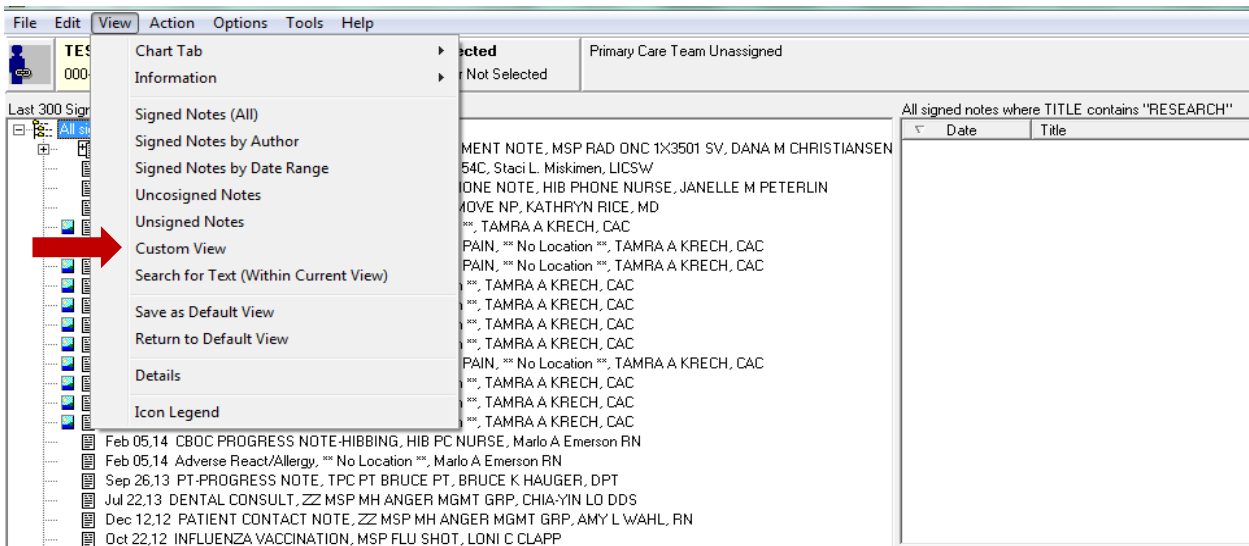 File Edit View Action Options Tools Help
TES
000-
ected
r Not Selected
Primary Care Team Unassigned
Chart Tab
Information
Signed Notes (All)
Signed Notes by Author
Signed Notes by Date Range
Uncosigned Notes
Unsigned Notes
Custom View
Search for Text (Within Current View)
Save as Default View
Return to Default View
Details
Icon Legend
Last 300 Sign
All si
MENT NOTE, MSP RAD ONC 1X3501 SV, DANA M CHRISTIANSEN
54C, Staci L. Miskimen, LICSW
IONE NOTE, HIB PHONE NURSE, JANELLE M PETERLIN
MOVE NP, KATHRYN RICE, MD
**, TAMRA A KRECH, CAC
PAIN, ** No Location **, TAMRA A KRECH, CAC
PAIN, ** No Location **, TAMRA A KRECH, CAC
n **, TAMRA A KRECH, CAC
n **, TAMRA A KRECH, CAC
n **, TAMRA A KRECH, CAC
n **, TAMRA A KRECH, CAC
PAIN, ** No Location **, TAMRA A KRECH, CAC
n **, TAMRA A KRECH, CAC
n **, TAMRA A KRECH, CAC
n **, TAMRA A KRECH, CAC
Feb 05,14 CBOC PROGRESS NOTE-HIBBING, HIB PC NURSE, Marlo A Emerson RN
Feb 05,14 Adverse React/Allergy, ** No Location **, Marlo A Emerson RN
Sep 26,13 PT-PROGRESS NOTE, TPC PT BRUCE PT, BRUCE K HAUGER, DPT
Jul 22,13 DENTAL CONSULT, ZZ MSP MH ANGER MGMT GRP, CHIA-YIN LO DDS
Dec 12,12 PATIENT CONTACT NOTE, ZZ MSP MH ANGER MGMT GRP, AMY L WAHL, RN
Oct 22,12 INFLUENZA VACCINATION, MSP FLU SHOT, LONI C CLAPP
All signed notes where TITLE contains "RESEARCH"
Date Title